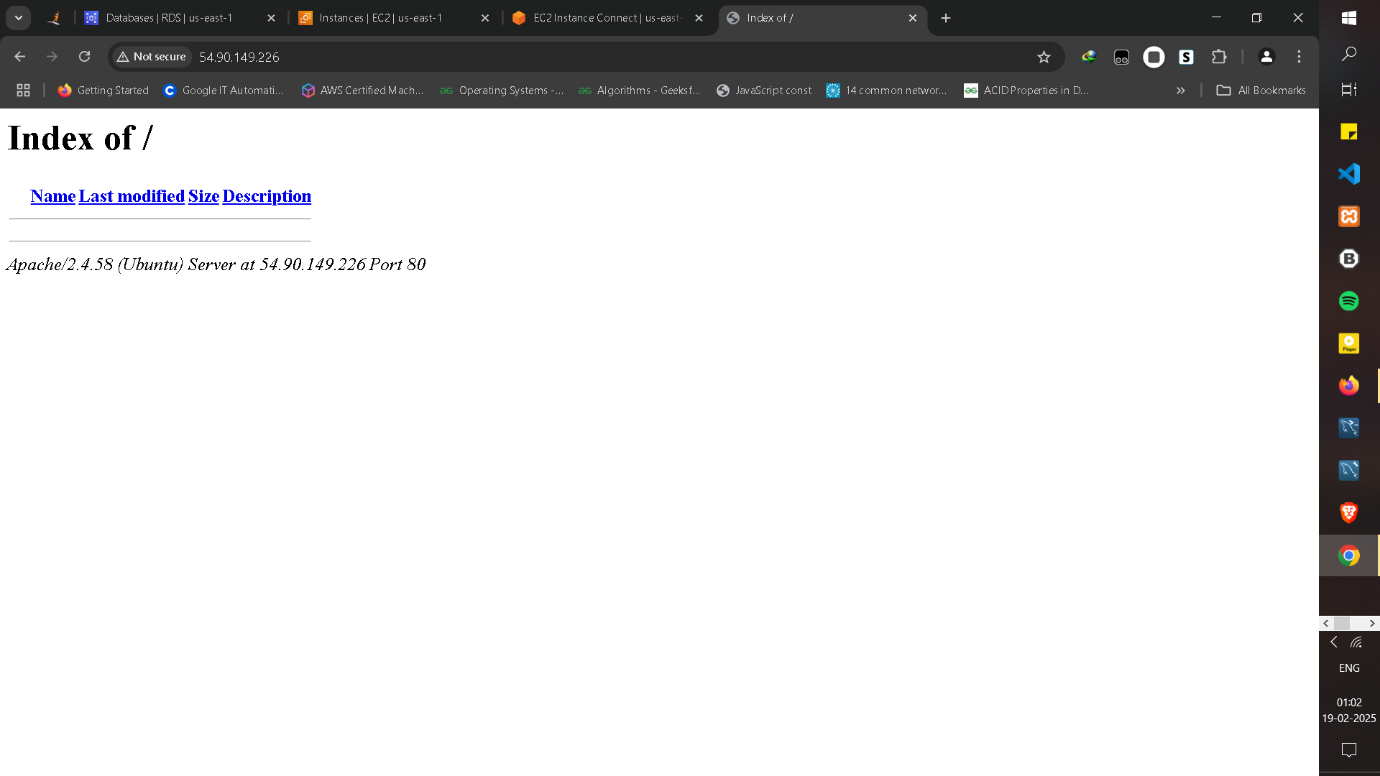 Databases | RDS | us-east-1
Instances | EC2 | us-east-1
EC2 Instance Connect | us-east-
Index of /
Not secure
54.90.149.226
Getting Started
Google IT Automati...
AWS Certified Mach...
Operating Systems -...
Algorithms - Geeksf...
JavaScript const
14 common networ...
ACID Properties in D...
»
All Bookmarks
Index of /
Name Last modified Size Description
Apache/2.4.58 (Ubuntu) Server at 54.90.149.226 Port 80
ENG
01:02
19-02-2025